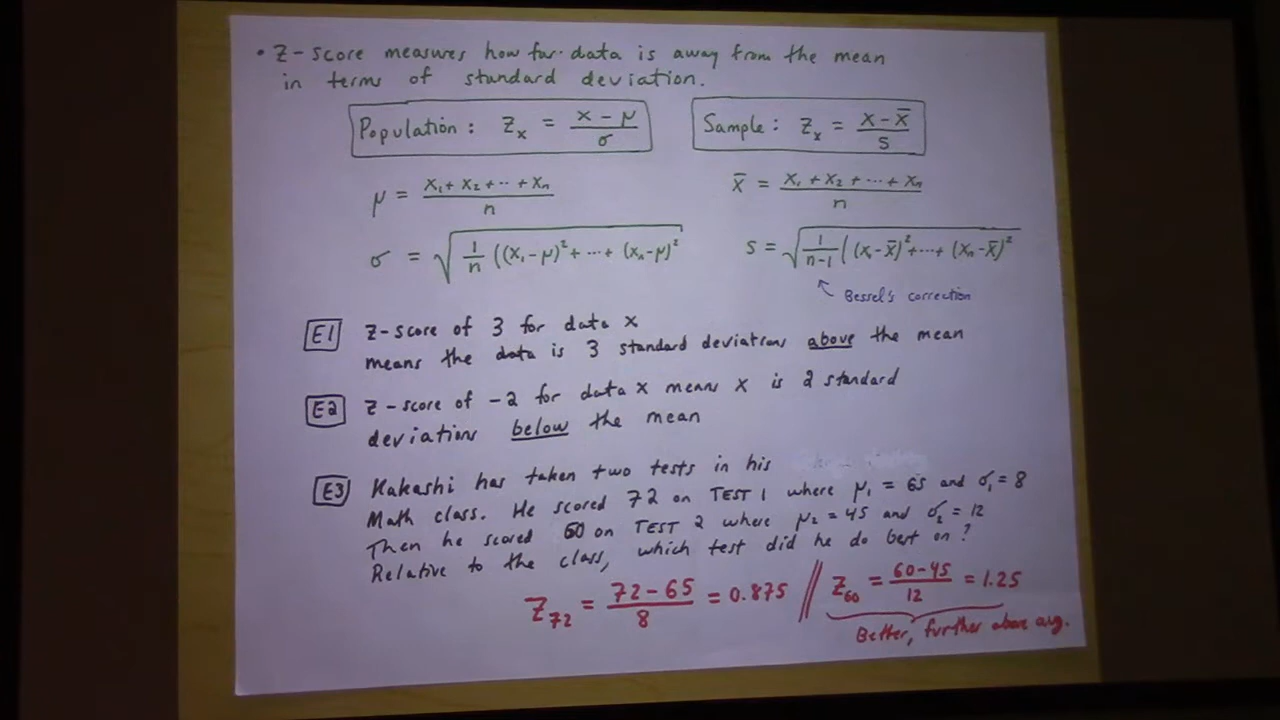 • Z-score measures how far data is away from the mean
in terms of standard deviation.
Population: Zₓ = (x - μ)/σ
Sample: Zₓ = (x - x̄)/s
μ = (x₁ + x₂ + ·· + xₙ)/n
x̄ = (x₁ + x₂ + ··· + xₙ)/n
σ = √(1/n ((x₁-μ)² + ··· + (xₙ-μ)²
s = √(1/(n-1) ((x₁-x̄)² + ··· + (xₙ-x̄)²
Bessel's correction
E1 Z-score of 3 for data x
means the data is 3 standard deviations above the mean
E2 Z-score of -2 for data x means x is 2 standard
deviations below the mean
E3 Kakashi has taken two tests in his
Math class. He scored 72 on TEST 1 where μ₁ = 65 and σ₁ = 8
Then he scored 60 on TEST 2 where μ₂ = 45 and σ₂ = 12
Relative to the class, which test did he do best on?
Z₇₂ = (72-65)/8 = 0.875 // Z₆₀ = (60-45)/12 = 1.25
Better, further above avg.